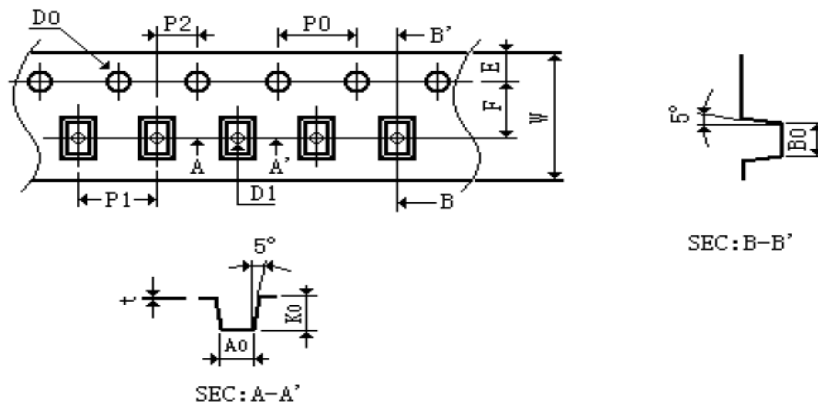 D0
P2
P0
B'
E
F
W
A
A'
D1
P1
B
5°
B0
SEC:B-B'
5°
t
K0
A0
SEC:A-A'